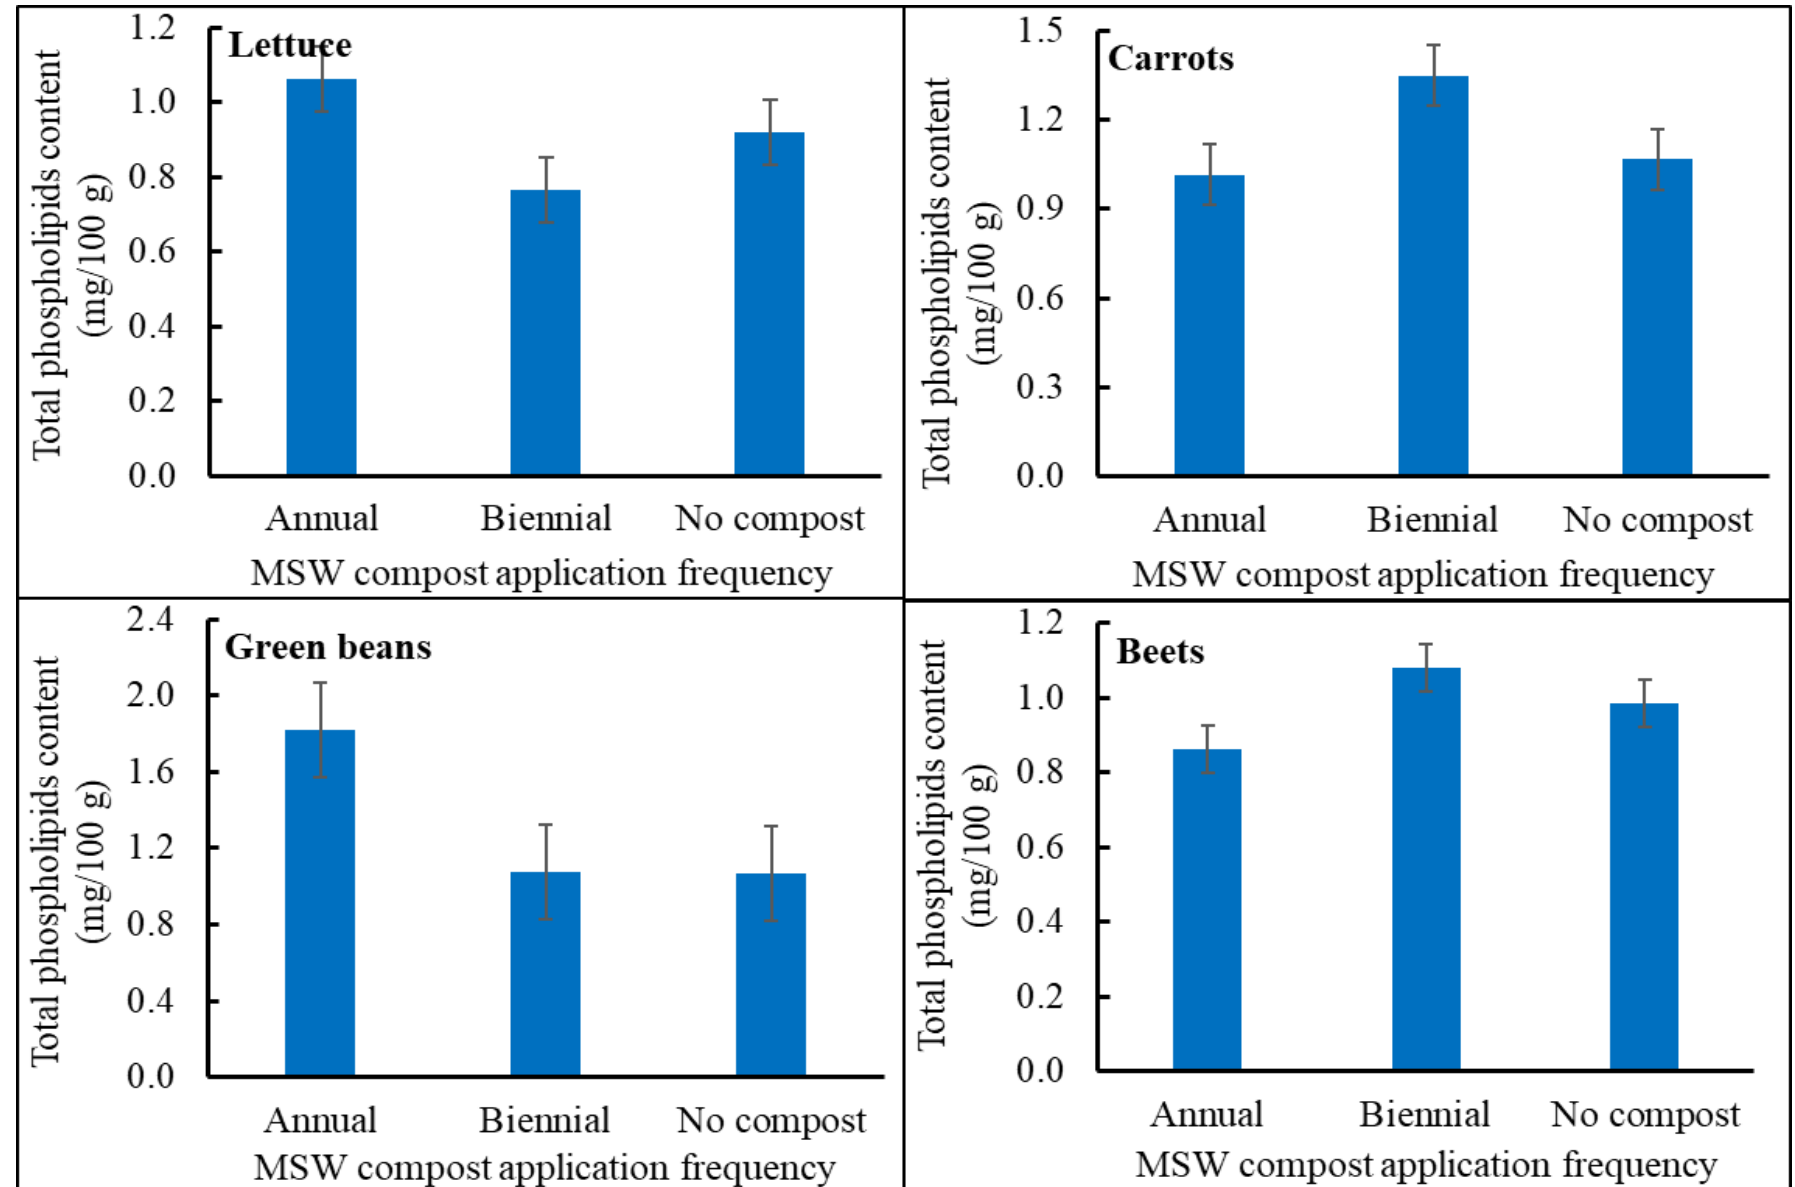 Lettuce
Total phospholipids content
(mg/100 g)
1.2
1.0
0.8
0.6
0.4
0.2
0.0
Annual Biennial No compost
MSW compost application frequency
Carrots
Total phospholipids content
(mg/100 g)
1.5
1.2
0.9
0.6
0.3
0.0
Annual Biennial No compost
MSW compost application frequency
Green beans
Total phospholipids content
(mg/100 g)
2.4
2.0
1.6
1.2
0.8
0.4
0.0
Annual Biennial No compost
MSW compost application frequency
Beets
Total phospholipids content
(mg/100 g)
1.2
1.0
0.8
0.6
0.4
0.2
0.0
Annual Biennial No compost
MSW compost application frequency